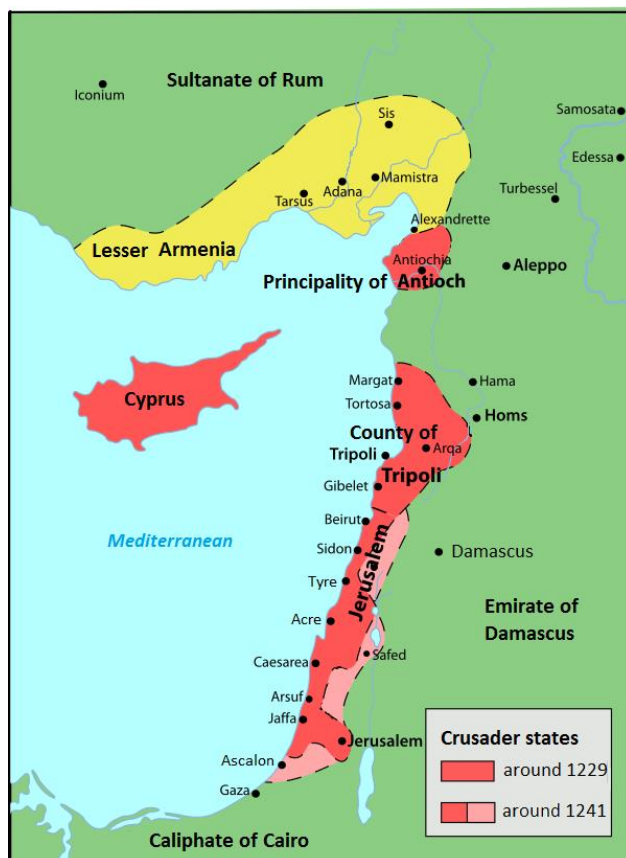 Sultanate of Rum
Iconium
Sis
Samosata
Edessa
Mamistra
Adana
Tarsus
Turbessel
Alexandrette
Lesser Armenia
Antiochia
Aleppo
Principality of Antioch
Margat
Hama
Cyprus
Tortosa
Homs
County of
Tripoli
Arqa
Tripoli
Gibelet
Beirut
Mediterranean
Sidon
Jerusalem
Damascus
Tyre
Emirate of
Damascus
Acre
Safed
Caesarea
Arsuf
Jaffa
Jerusalem
Ascalon
Gaza
Caliphate of Cairo
Crusader states
around 1229
around 1241